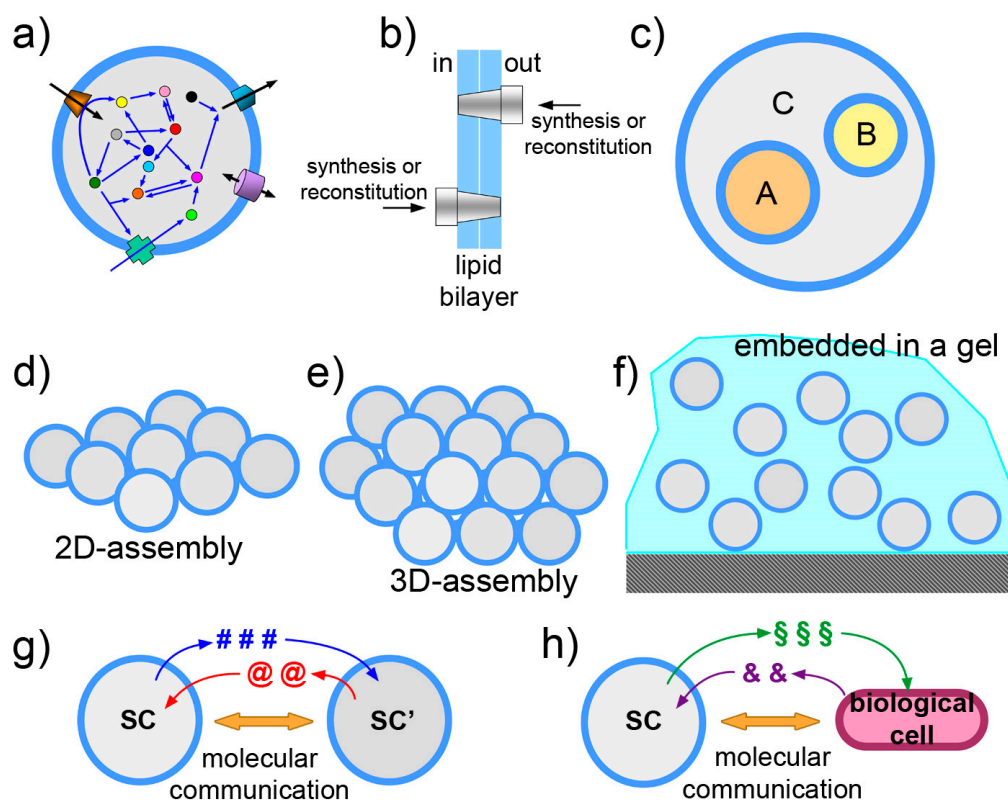 a)
b)
in
out
synthesis or
reconstitution
synthesis or
reconstitution
lipid
bilayer
c)
C
B
A
d)
2D-assembly
e)
3D-assembly
f)
embedded in a gel
g)
# # #
@ @
SC
SC’
molecular
communication
h)
§ § §
& &
SC
biological
cell
molecular
communication